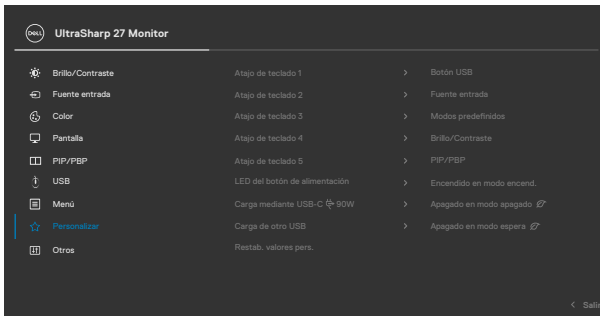 DELL UltraSharp 27 Monitor
Brillo/Contraste Atajo de teclado 1 > Botón USB
Fuente entrada Atajo de teclado 2 > Fuente entrada
Color Atajo de teclado 3 > Modos predefinidos
Pantalla Atajo de teclado 4 > Brillo/Contraste
PIP/PBP Atajo de teclado 5 > PIP/PBP
USB LED del botón de alimentación > Encendido en modo encend.
Menú Carga mediante USB-C 90W > Apagado en modo apagado
Personalizar Carga de otro USB > Apagado en modo espera
Otros Restab. valores pers.
< Salir